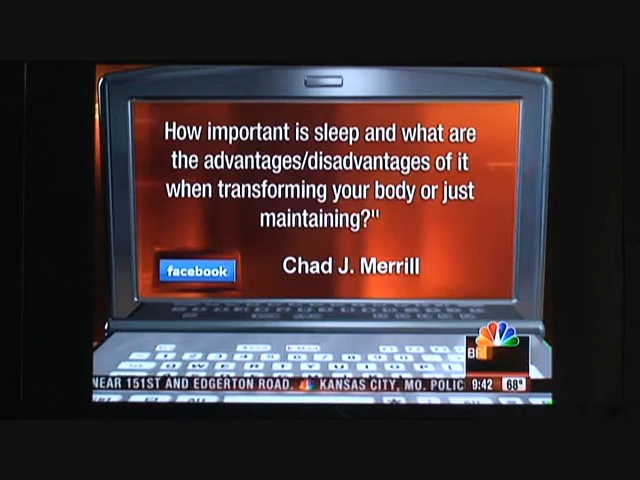 How important is sleep and what are
the advantages/disadvantages of it
when transforming your body or just
maintaining?"
facebook
Chad J. Merrill
NEAR 151ST AND EDGERTON ROAD. KANSAS CITY, MO. POLIC
9:42 68°